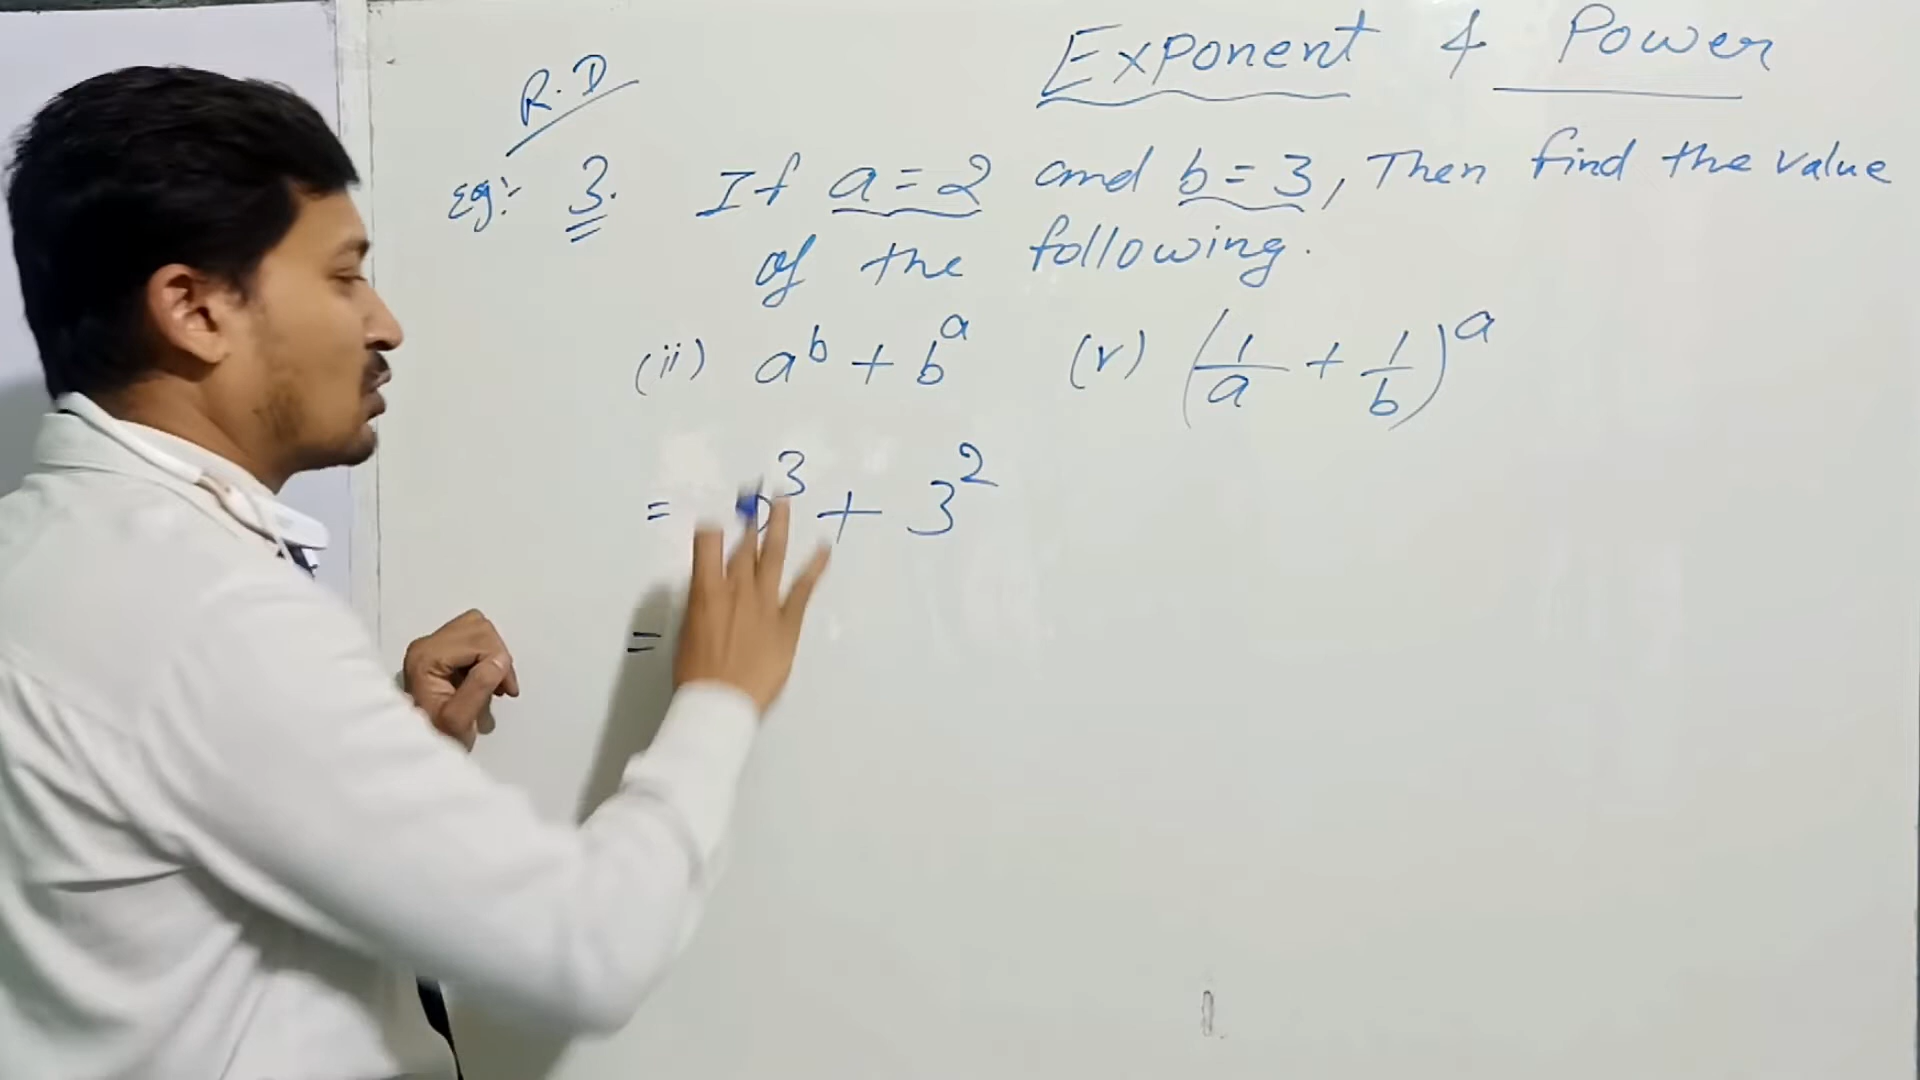 Exponent & Power
R.D
Eg:- 3. If a = 2 and b = 3, Then find the value
of the following.
(ii) a^b + b^a (v) (1/a + 1/b)^a
= ^3 + 3^2
=